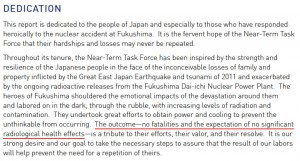 DEDICATION
This report is dedicated to the people of Japan and especially to those who have responded
heroically to the nuclear accident at Fukushima. It is the fervent hope of the Near-Term Task
Force that their hardships and losses may never be repeated.
Throughout its tenure, the Near-Term Task Force has been inspired by the strength and
resilience of the Japanese people in the face of the inconceivable losses of family and
property inflicted by the Great East Japan Earthquake and tsunami of 2011 and exacerbated
by the ongoing radioactive releases from the Fukushima Dai-ichi Nuclear Power Plant. The
heroes of Fukushima shouldered the emotional impacts of the devastation around them
and labored on in the dark, through the rubble, with increasing levels of radiation and
contamination. They undertook great efforts to obtain power and cooling to prevent the
unthinkable from occurring. The outcome—no fatalities and the expectation of no significant
radiological health effects—is a tribute to their efforts, their valor, and their resolve. It is our
strong desire and our goal to take the necessary steps to assure that the result of our labors
will help prevent the need for a repetition of theirs.